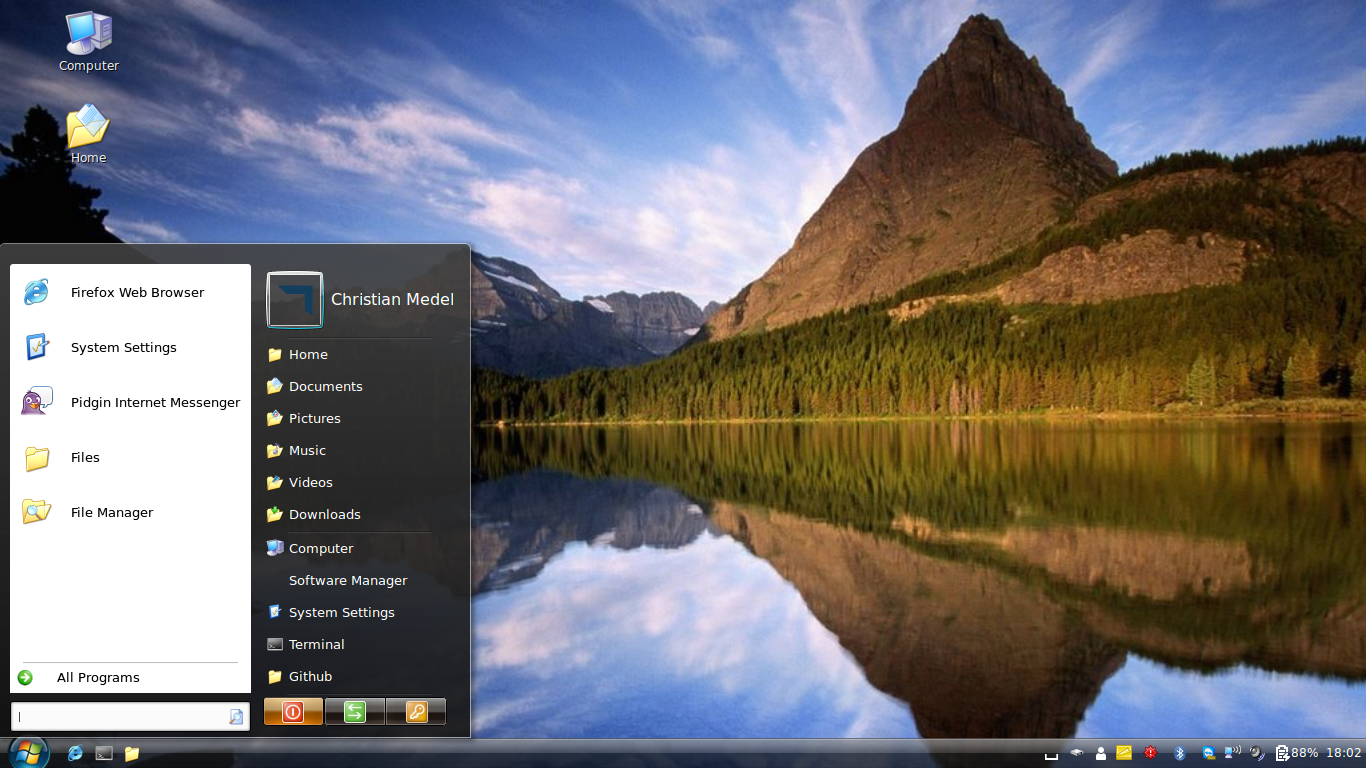 Computer
Home
Firefox Web Browser
System Settings
Pidgin Internet Messenger
Files
File Manager
All Programs
Christian Medel
Home
Documents
Pictures
Music
Videos
Downloads
Computer
Software Manager
System Settings
Terminal
Github
88% 18:02